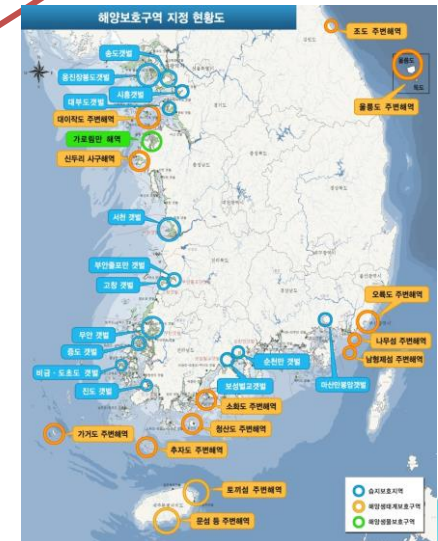 해양보호구역 지정 현황도
송도갯벌
조도 주변해역
옹진장봉도갯벌
시흥갯벌
울릉도
독도
대부도갯벌
울릉도 주변해역
대이작도 주변해역
가로림만 해역
신두리 사구해역
서천 갯벌
부안줄포만 갯벌
고창 갯벌
오륙도 주변해역
무안 갯벌
나무섬 주변해역
증도 갯벌
순천만 갯벌
남형제섬 주변해역
비금·도초도 갯벌
마산만봉암갯벌
진도 갯벌
보성벌교갯벌
소화도 주변해역
가거도 주변해역
청산도 주변해역
추자도 주변해역
토끼섬 주변해역
문섬 등 주변해역
습지보호지역
해양생태계보호구역
해양생물보호구역